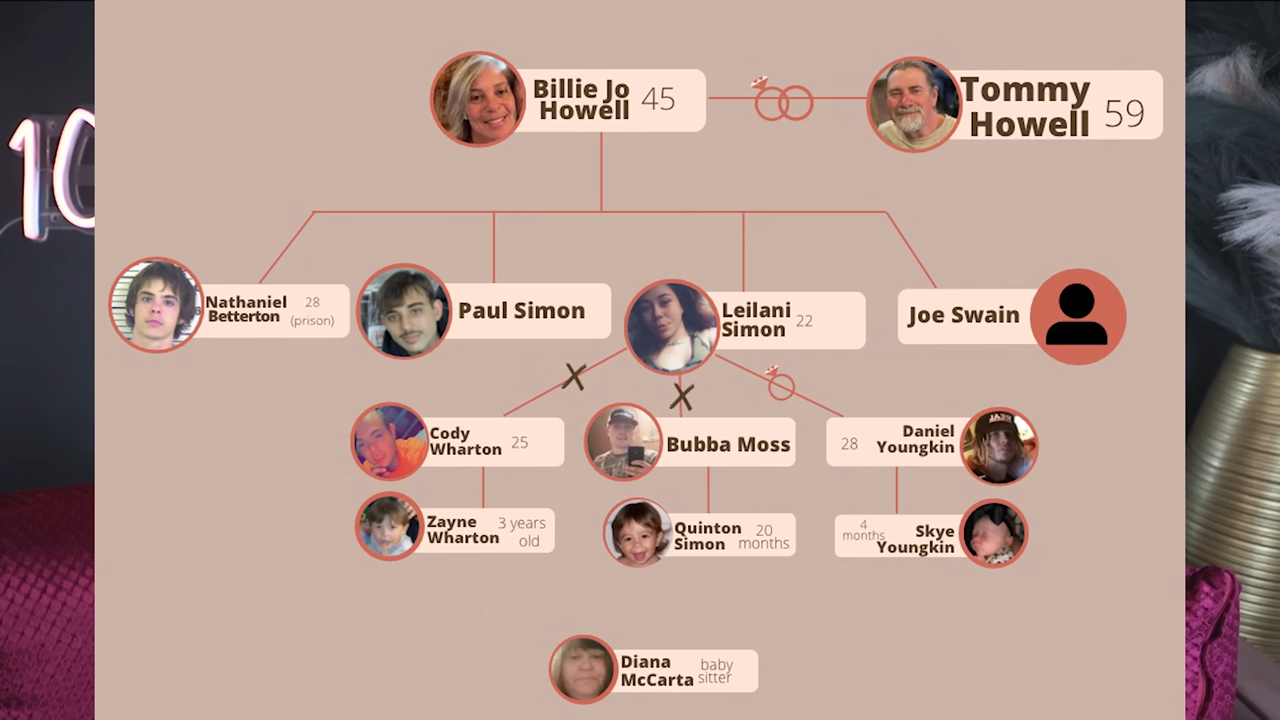 10
Billie Jo
Howell
45
Tommy
Howell
59
Nathaniel
Betterton
28
(prison)
Paul Simon
Leilani
Simon
22
Joe Swain
Cody
Wharton
25
Bubba Moss
28
Daniel
Youngkin
Zayne
Wharton
3 years
old
Quinton
Simon
20
months
4
months
Skye
Youngkin
Diana
McCarta
baby
sitter